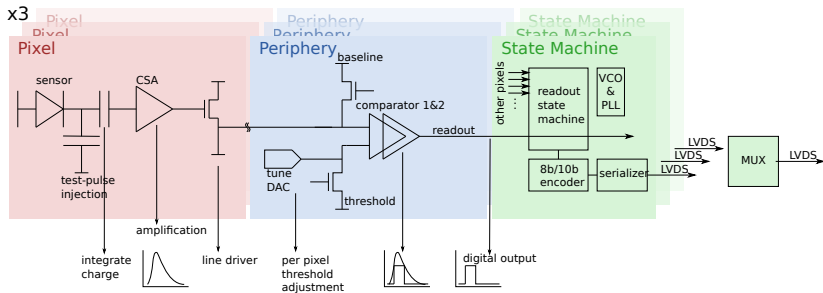 x3
Pixel
Periphery
State Machine
Pixel
Periphery
State Machine
Pixel
Periphery
State Machine
sensor
CSA
baseline
comparator 1&2
other pixels
...
readout
state
machine
VCO
&
PLL
readout
LVDS
LVDS
LVDS
MUX
LVDS
test-pulse
injection
tune
DAC
threshold
8b/10b
encoder
serializer
amplification
integrate
charge
line driver
per pixel
threshold
adjustment
digital output